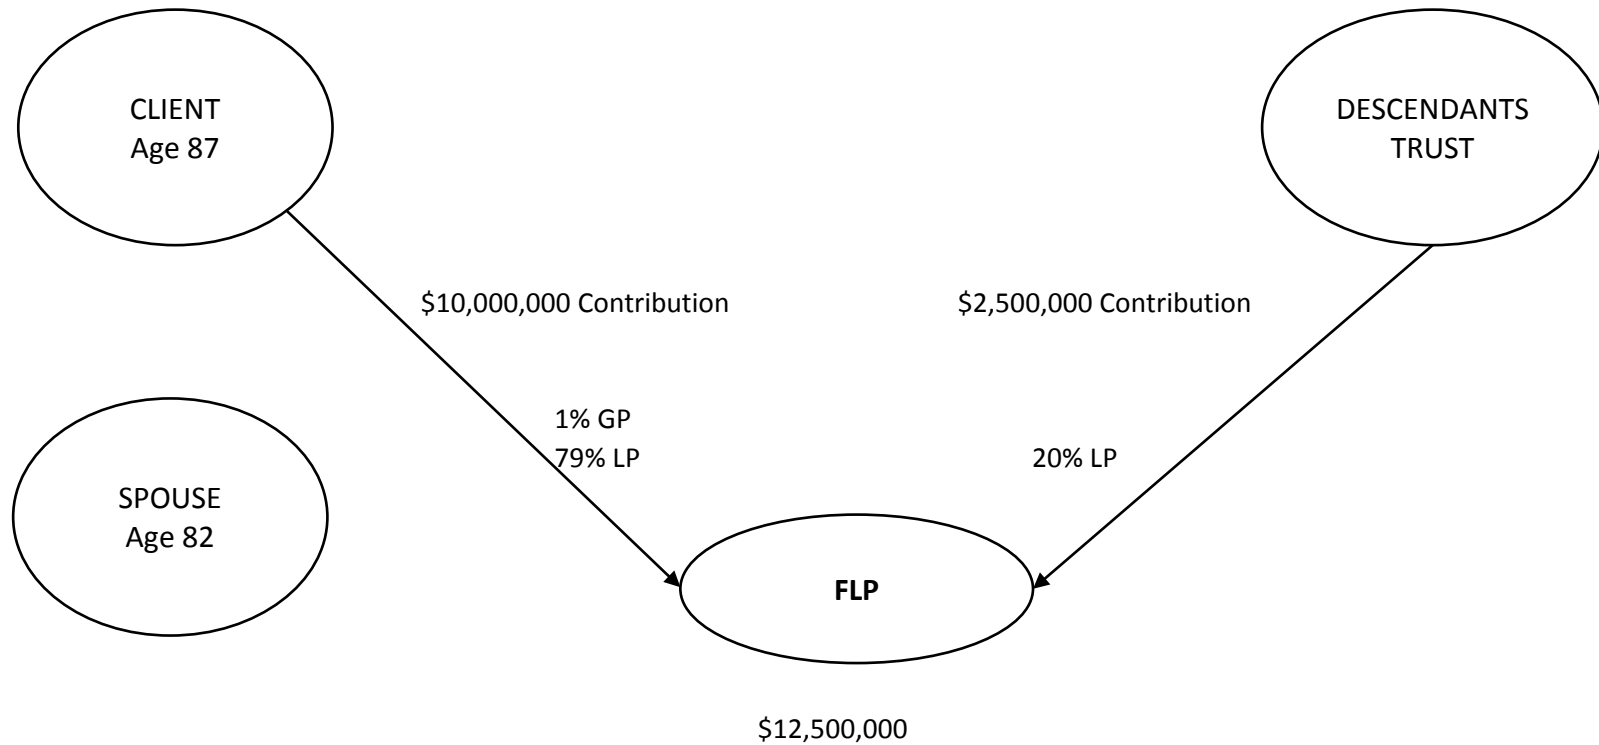 CLIENT
Age 87
DESCENDANTS
TRUST
$10,000,000 Contribution
$2,500,000 Contribution
1% GP
79% LP
20% LP
SPOUSE
Age 82
FLP
$12,500,000